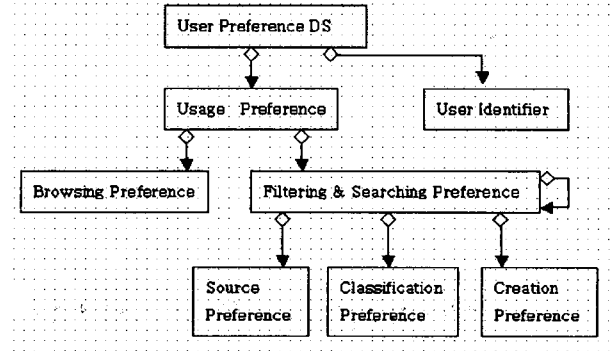 User Preference DS
Usage Preference
User Identifier
Browsing Preference
Filtering & Searching Preference
Source
Preference
Classification
Preference
Creation
Preference